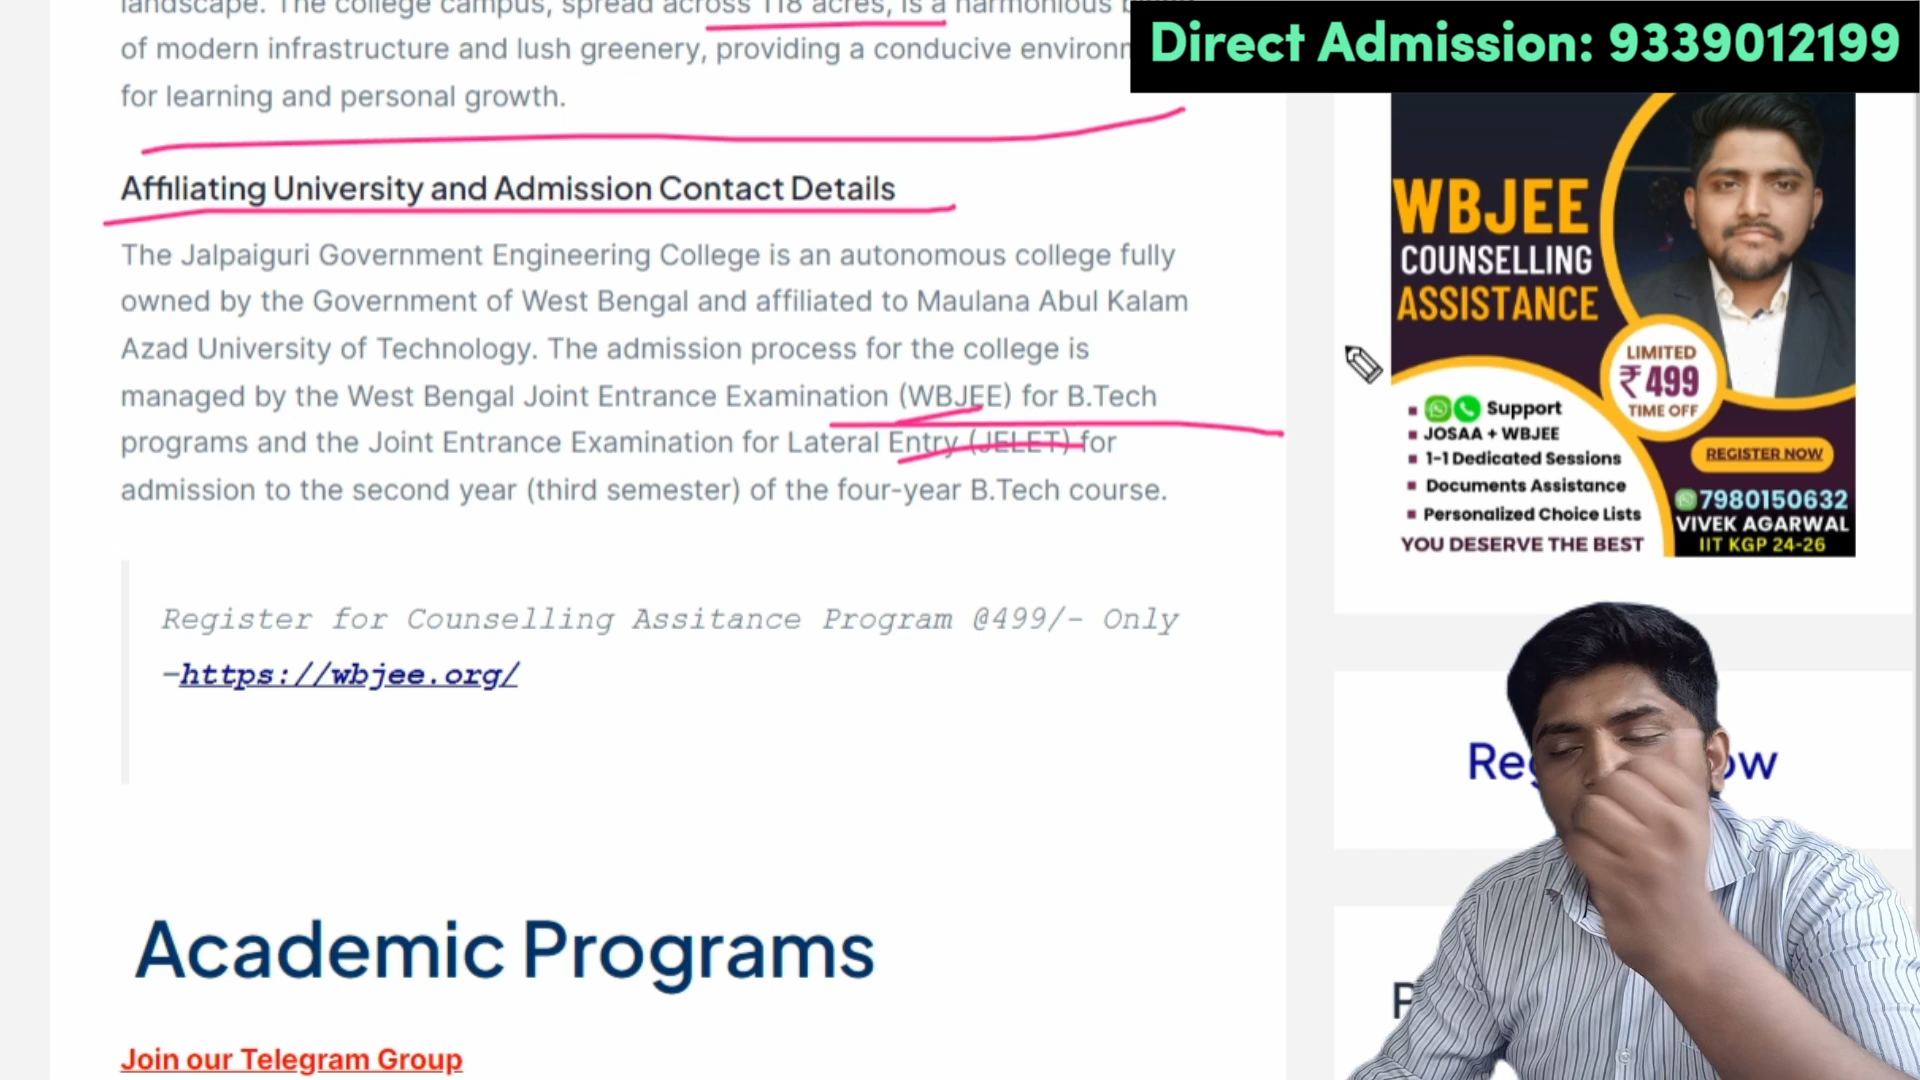 landscape. The college campus, spread across 118 acres, is a harmonious
of modern infrastructure and lush greenery, providing a conducive
for learning and personal growth.
Affiliating University and Admission Contact Details
The Jalpaiguri Government Engineering College is an autonomous college fully
owned by the Government of West Bengal and affiliated to Maulana Abul Kalam
Azad University of Technology. The admission process for the college is
managed by the West Bengal Joint Entrance Examination (WBJEE) for B.Tech
programs and the Joint Entrance Examination for Lateral Entry (JELET) for
admission to the second year (third semester) of the four-year B.Tech course.
Register for Counselling Assitance Program @499/- Only
–https://wbjee.org/
Academic Programs
Join our Telegram Group
Direct Admission: 9339012199
WBJEE
COUNSELLING
ASSISTANCE
LIMITED
₹499
TIME OFF
Support
JOSAA + WBJEE
1-1 Dedicated Sessions
Documents Assistance
Personalized Choice Lists
YOU DESERVE THE BEST
REGISTER NOW
7980150632
VIVEK AGARWAL
IIT KGP 24-26